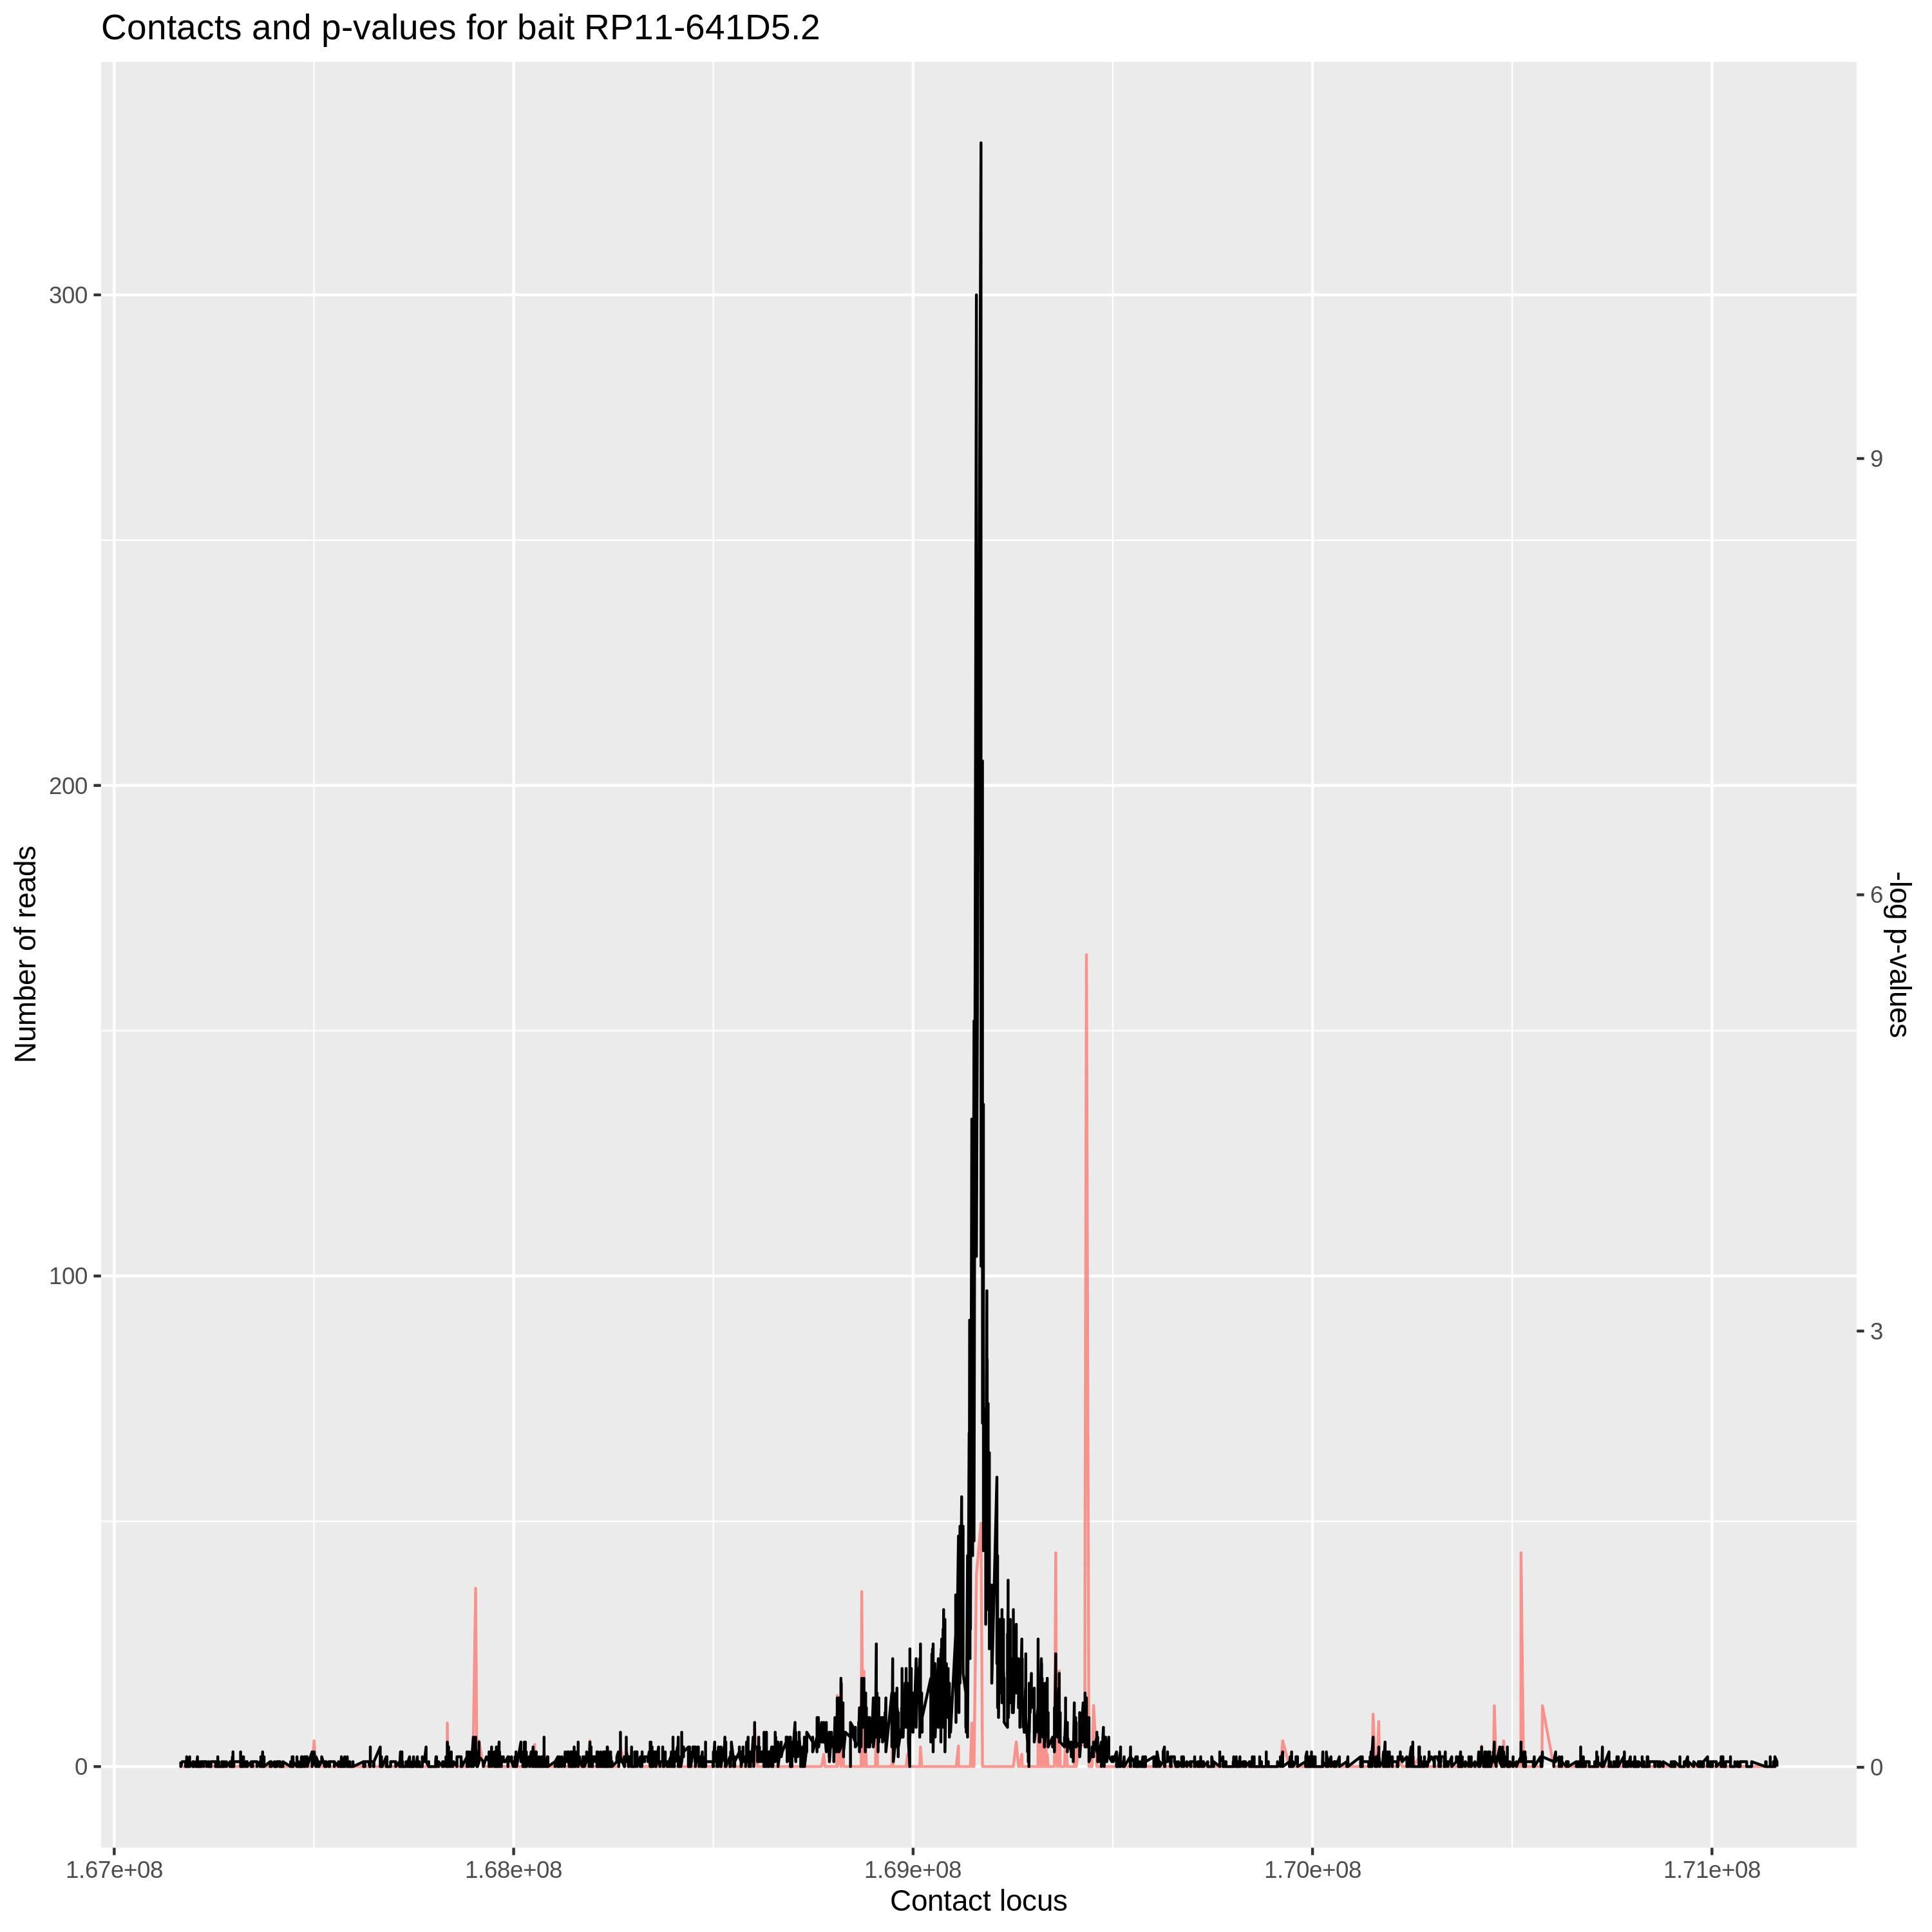 Contacts and p-values for bait RP11-641D5.2
Number of reads
300
200
100
0
9
6
3
0
-log p-values
1.67e+08
1.68e+08
1.69e+08
1.70e+08
1.71e+08
Contact locus